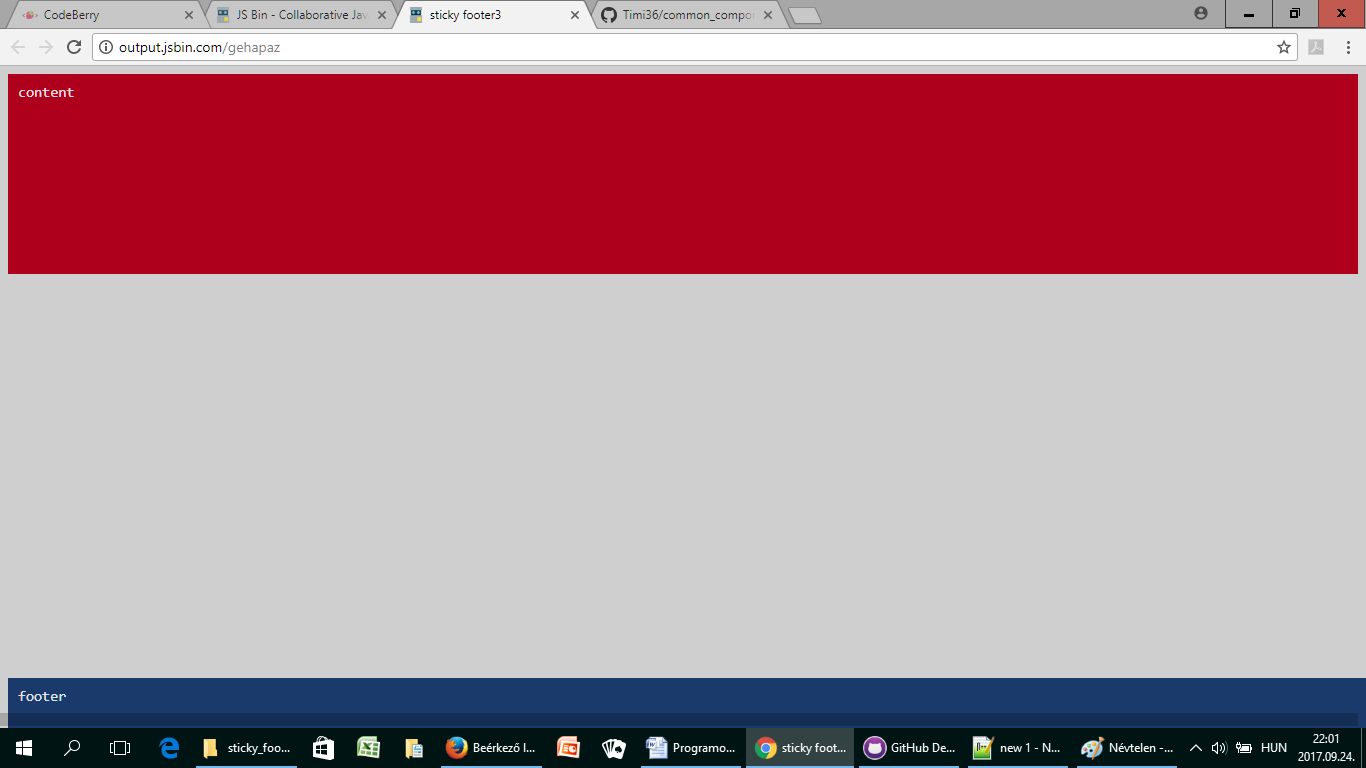 CodeBerry
JS Bin - Collaborative Jav
sticky footer3
Timi36/common_compo
output.jsbin.com/gehapaz
content
footer
sticky_foo...
Beérkező l...
Programo...
sticky foot...
GitHub De...
new 1 - N...
Névtelen -...
HUN
22:01
2017.09.24.